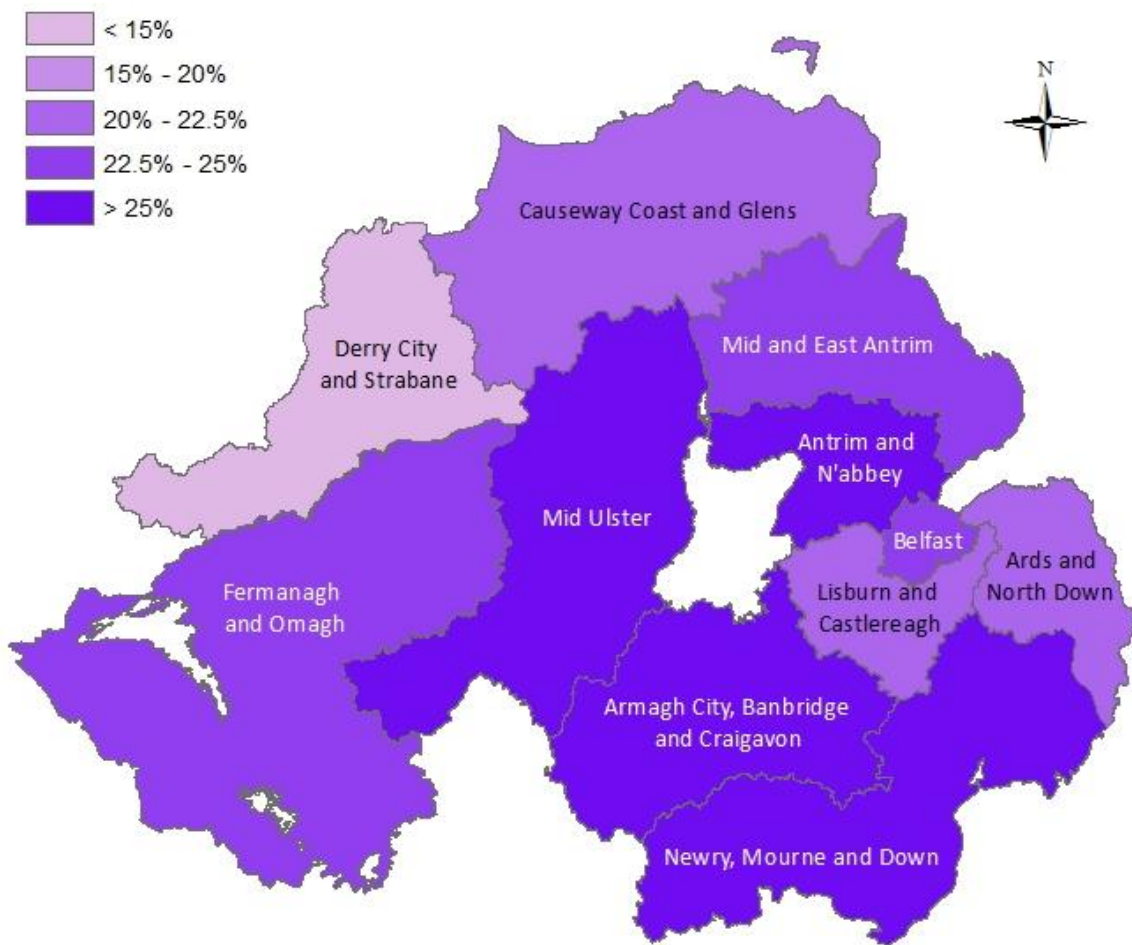 < 15%
15% - 20%
20% - 22.5%
22.5% - 25%
> 25%
N
Causeway Coast and Glens
Derry City
and Strabane
Mid and East Antrim
Antrim and
N'abbey
Mid Ulster
Belfast
Ards and
North Down
Fermanagh
and Omagh
Lisburn and
Castlereagh
Armagh City, Banbridge
and Craigavon
Newry, Mourne and Down